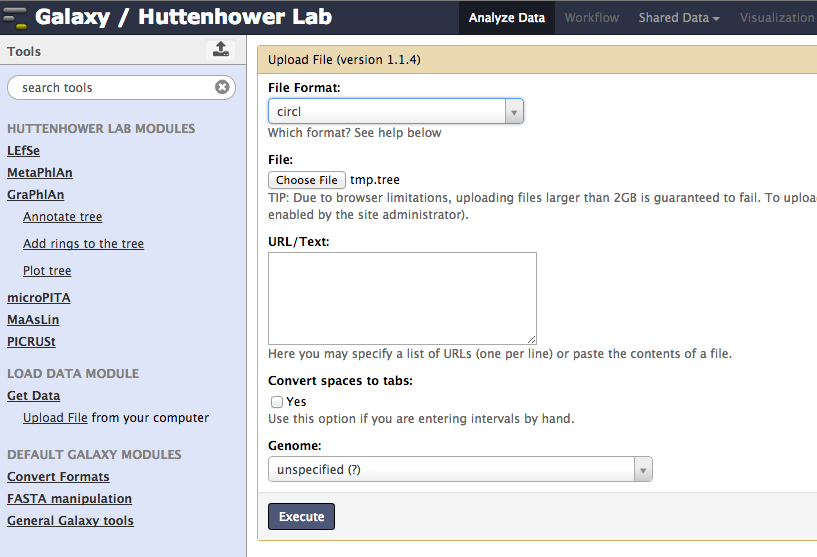 Galaxy / Huttenhower Lab
Analyze Data
Workflow
Shared Data
Visualization
Tools
search tools
HUTTENHOWER LAB MODULES
LEfSe
MetaPhlAn
GraPhlAn
Annotate tree
Add rings to the tree
Plot tree
microPITA
MaAsLin
PICRUSt
LOAD DATA MODULE
Get Data
Upload File from your computer
DEFAULT GALAXY MODULES
Convert Formats
FASTA manipulation
General Galaxy tools
Upload File (version 1.1.4)
File Format:
circl
Which format? See help below
File:
Choose File tmp.tree
TIP: Due to browser limitations, uploading files larger than 2GB is guaranteed to fail. To uploa
enabled by the site administrator).
URL/Text:
Here you may specify a list of URLs (one per line) or paste the contents of a file.
Convert spaces to tabs:
Yes
Use this option if you are entering intervals by hand.
Genome:
unspecified (?)
Execute